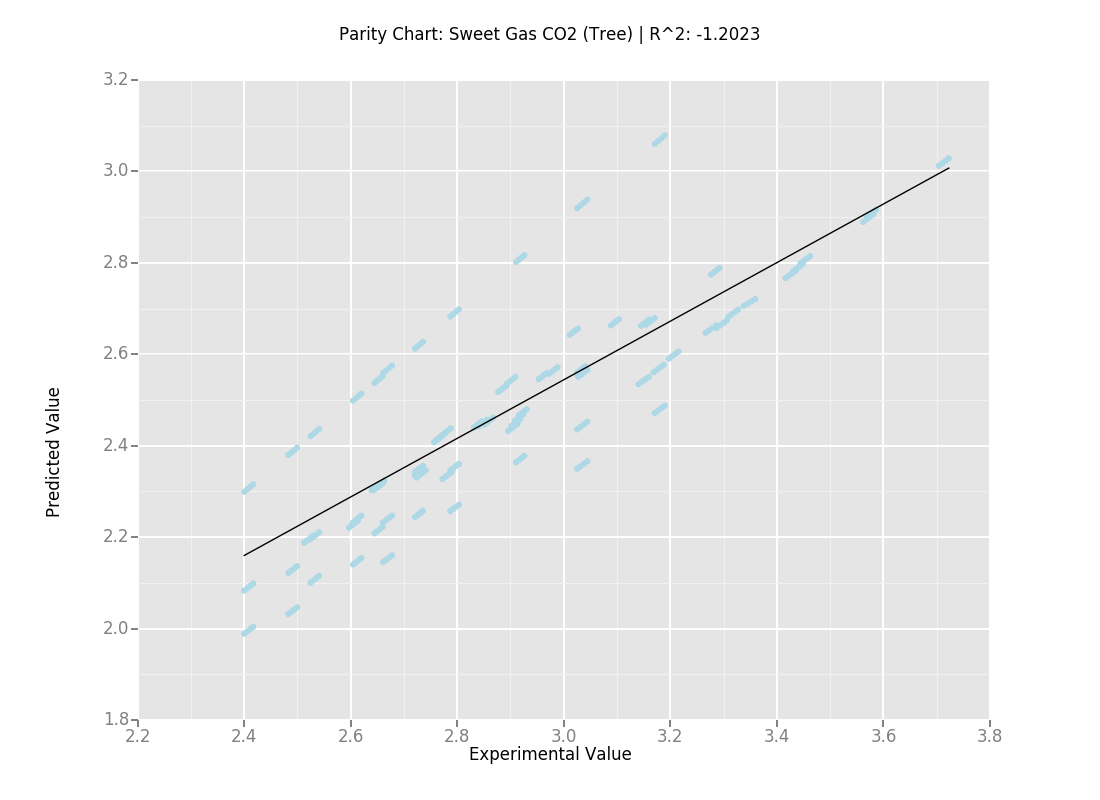 Parity Chart: Sweet Gas CO2 (Tree) | R^2: -1.2023
3.2
3.0
2.8
2.6
2.4
2.2
2.0
1.8
Predicted Value
2.2 2.4 2.6 2.8 3.0 3.2 3.4 3.6 3.8
Experimental Value